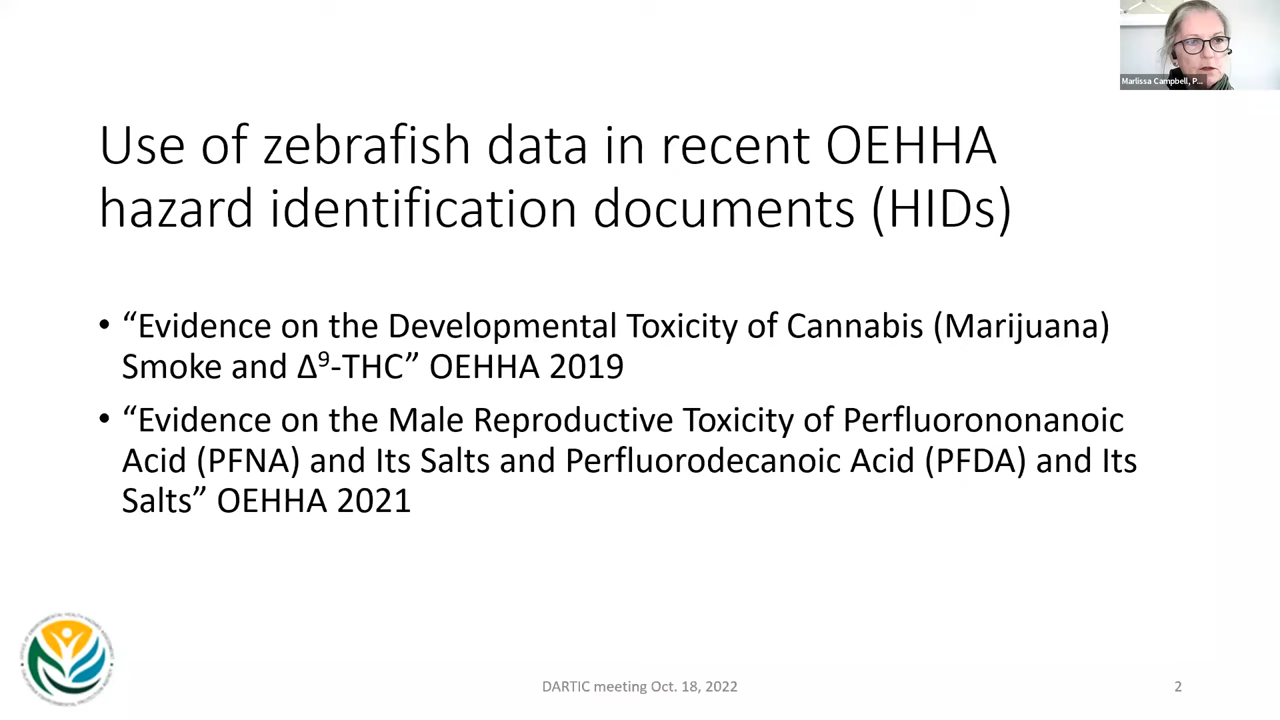 Marlissa Campbell, P...
Use of zebrafish data in recent OEHHA
hazard identification documents (HIDs)
• “Evidence on the Developmental Toxicity of Cannabis (Marijuana)
Smoke and Δ⁹-THC” OEHHA 2019
• “Evidence on the Male Reproductive Toxicity of Perfluorononanoic
Acid (PFNA) and Its Salts and Perfluorodecanoic Acid (PFDA) and Its
Salts” OEHHA 2021
DARTIC meeting Oct. 18, 2022
2